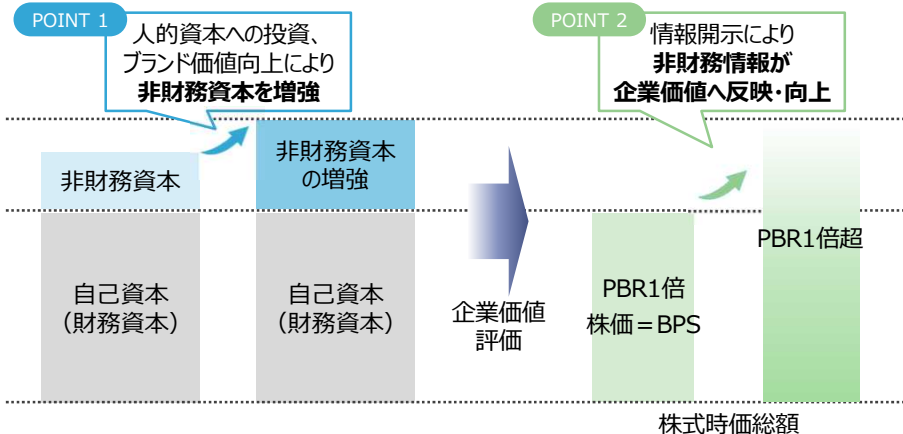 POINT 1
人的資本への投資、
ブランド価値向上により
非財務資本を増強
POINT 2
情報開示により
非財務情報が
企業価値へ反映・向上
非財務資本
非財務資本
の増強
自己資本
（財務資本）
自己資本
（財務資本）
企業価値
評価
PBR1倍
株価＝BPS
PBR1倍超
株式時価総額